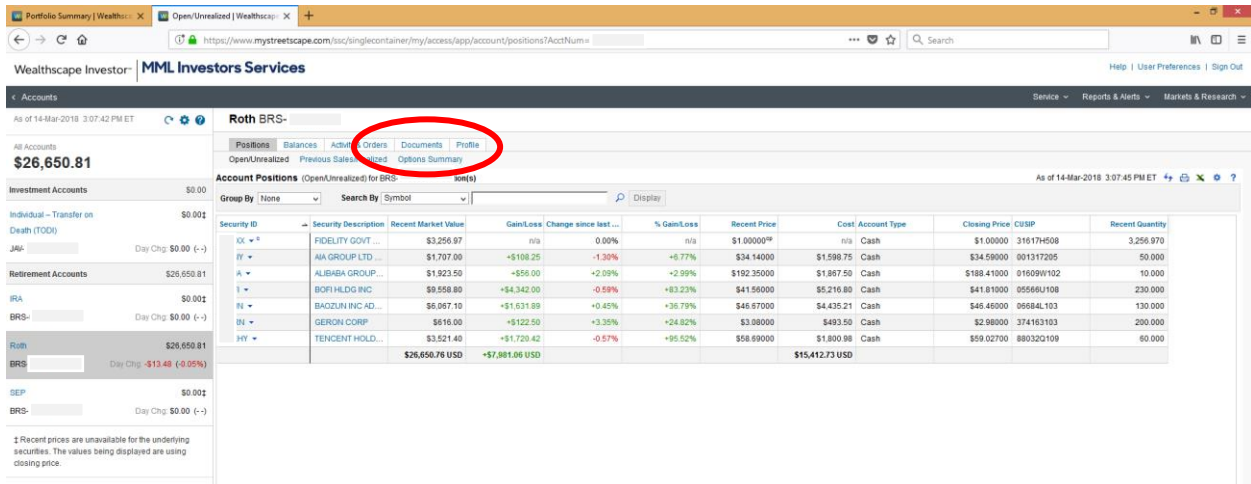 Portfolio Summary | Wealthsc
Open/Unrealized | Wealthscap
https://www.mystreetscape.com/ssc/singlecontainer/my/access/app/account/positions?AcctNum=
Search
Wealthscape Investor
MML Investors Services
Help | User Preferences | Sign Out
Accounts
Service
Reports & Alerts
Markets & Research
As of 14-Mar-2018 3:07:42 PM ET
All Accounts
$26,650.81
Investment Accounts $0.00
Individual – Transfer on $0.00‡
Death (TODI)
JAV- Day Chg: $0.00 (- -)
Retirement Accounts $26,650.81
IRA $0.00‡
BRS- Day Chg: $0.00 (- -)
Roth $26,650.81
BRS Day Chg: -$13.48 (-0.05%)
SEP $0.00‡
BRS- Day Chg: $0.00 (- -)
‡ Recent prices are unavailable for the underlying
securities. The values being displayed are using
closing price.
Roth BRS-
Positions Balances Activity & Orders Documents Profile
Open/Unrealized Previous Sales/Realized Options Summary
Account Positions (Open/Unrealized) for BRS- ion(s)
As of 14-Mar-2018 3:07:45 PM ET
Group By None Search By Symbol Display
Security ID Security Description Recent Market Value Gain/Loss Change since last ... % Gain/Loss Recent Price Cost Account Type Closing Price CUSIP Recent Quantity
XX FIDELITY GOVT ... $3,256.97 n/a 0.00% n/a $1.00000 n/a Cash $1.00000 31617H508 3,256.970
IY AIA GROUP LTD ... $1,707.00 +$108.25 -1.30% +6.77% $34.14000 $1,598.75 Cash $34.59000 001317205 50.000
A ALIBABA GROUP... $1,923.50 +$56.00 +2.09% +2.99% $192.35000 $1,867.50 Cash $188.41000 01609W102 10.000
BOFI HLDG INC $9,558.80 +$4,342.00 -0.59% +83.23% $41.56000 $5,216.80 Cash $41.81000 05566U108 230.000
IN BAOZUN INC AD... $6,067.10 +$1,631.89 +0.45% +36.79% $46.67000 $4,435.21 Cash $46.46000 06684L103 130.000
IN GERON CORP $616.00 +$122.50 +3.35% +24.82% $3.08000 $493.50 Cash $2.98000 374163103 200.000
HY TENCENT HOLD... $3,521.40 +$1,720.42 -0.57% +95.52% $58.69000 $1,800.98 Cash $59.02700 88032Q109 60.000
$26,650.76 USD +$7,981.06 USD $15,412.73 USD